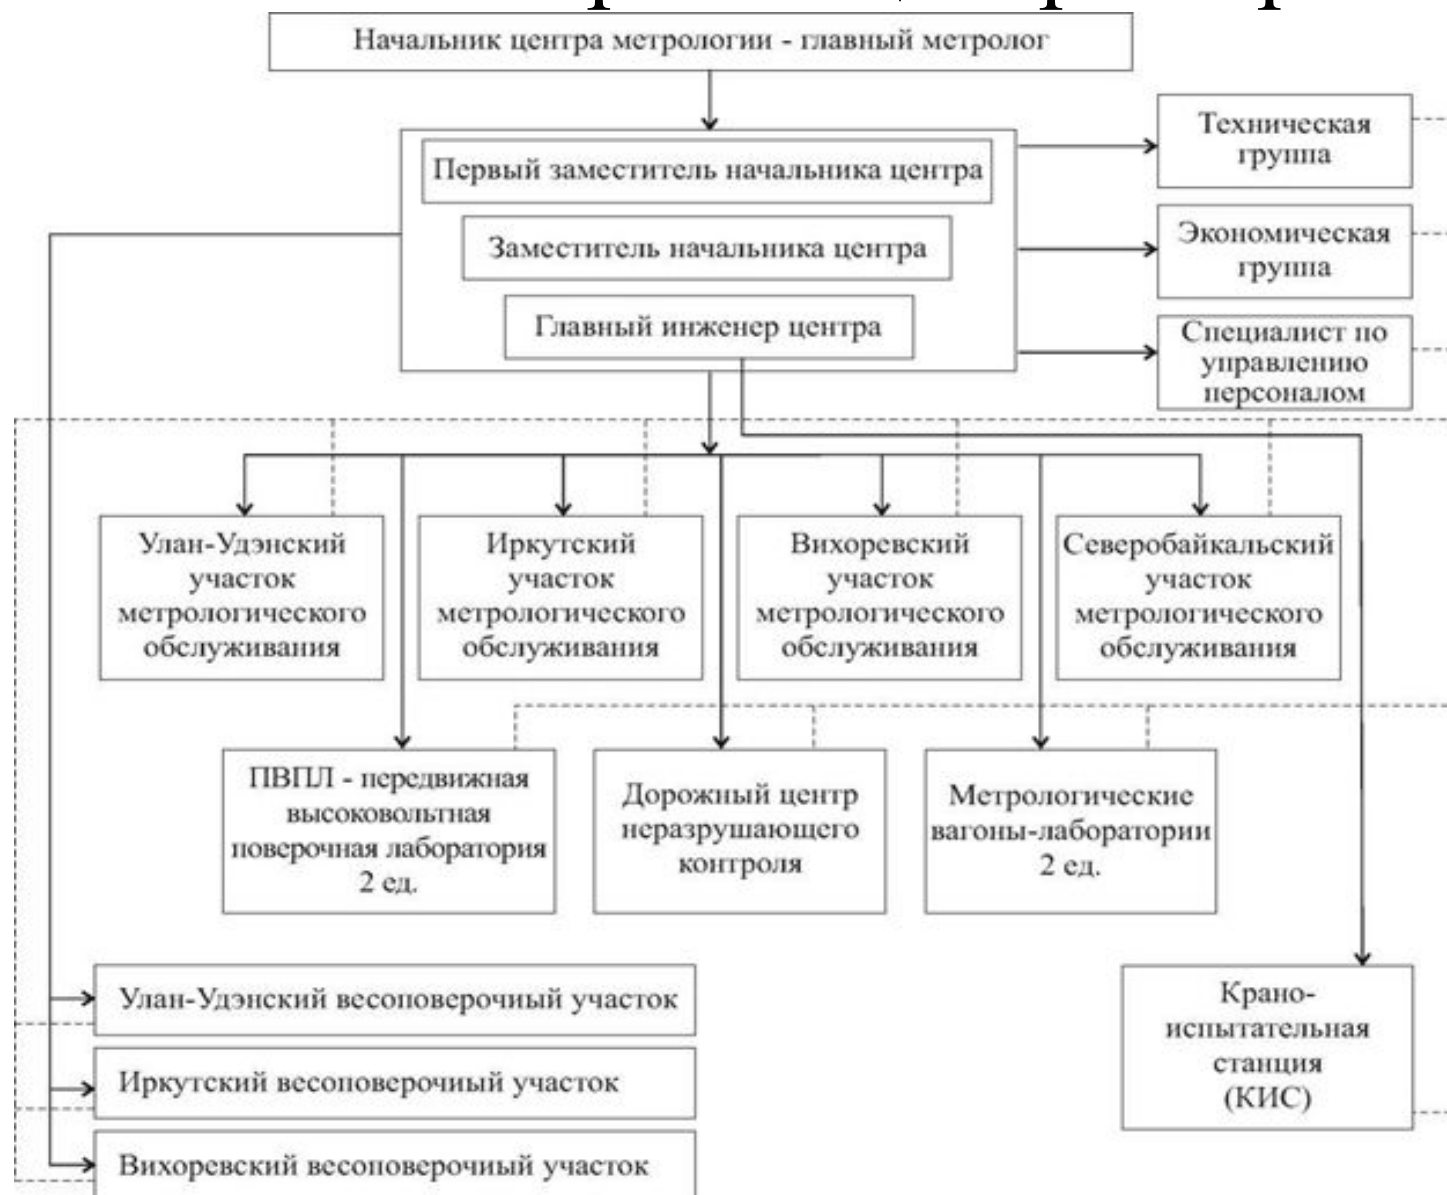 Начальник центра метрологии - главный метролог
Первый заместитель начальника центра
Заместитель начальника центра
Главный инженер центра
Техническая
группа
Экономическая
группа
Специалист по
управлению
персоналом
Улан-Удэнский
участок
метрологического
обслуживания
Иркутский
участок
метрологического
обслуживания
Вихоревский
участок
метрологического
обслуживания
Северобайкальский
участок
метрологического
обслуживания
ПВПЛ - передвижная
высоковольтная
поверочная лаборатория
2 ед.
Дорожный центр
неразрушающего
контроля
Метрологические
вагоны-лаборатории
2 ед.
Улан-Удэнский весоповерочный участок
Иркутский весоповерочный участок
Вихоревский весоповерочный участок
Крано-
испытательная
станция
(КИС)